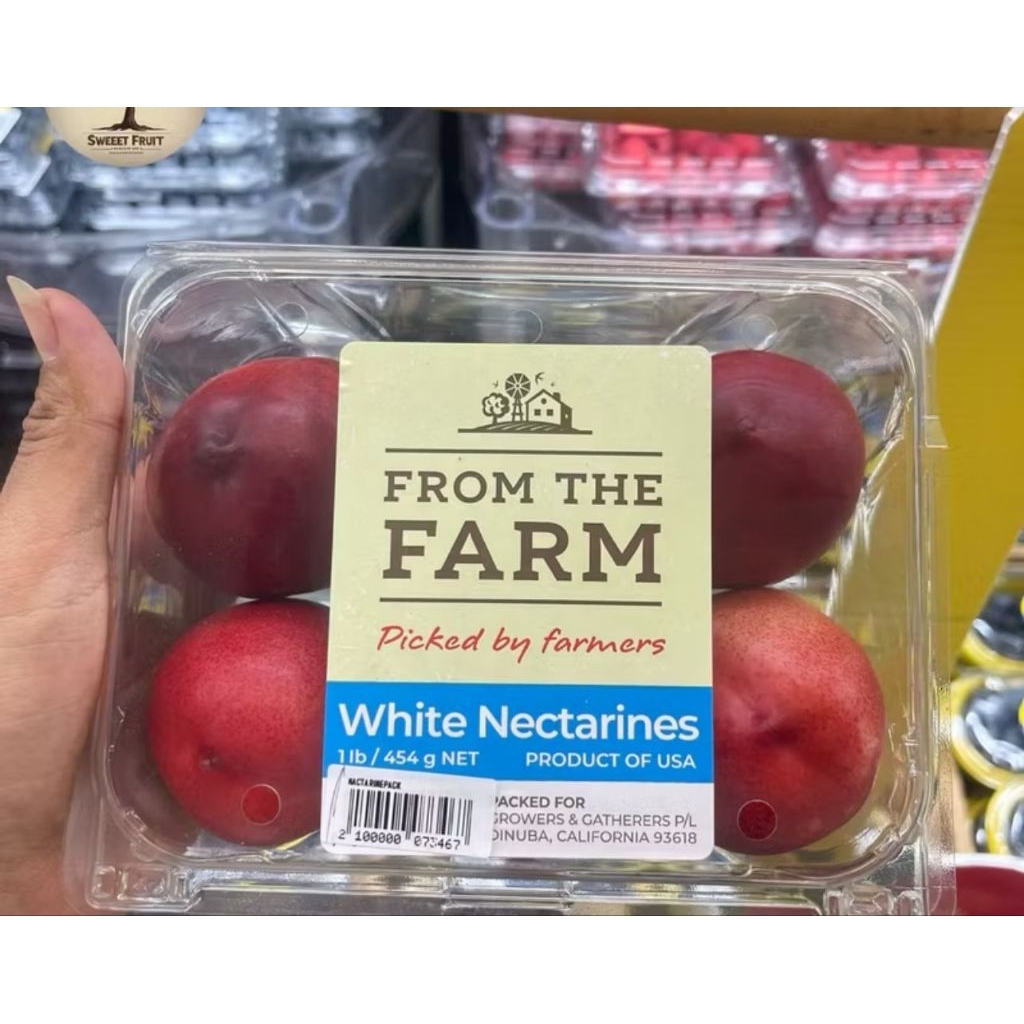 SWEEET FRUIT
FROM THE
FARM
Picked by farmers
White Nectarines
1 lb / 454 g NET PRODUCT OF USA
NACTARINEPACK
2 100000 073467
PACKED FOR
GROWERS & GATHERERS P/L
DINUBA, CALIFORNIA 93618